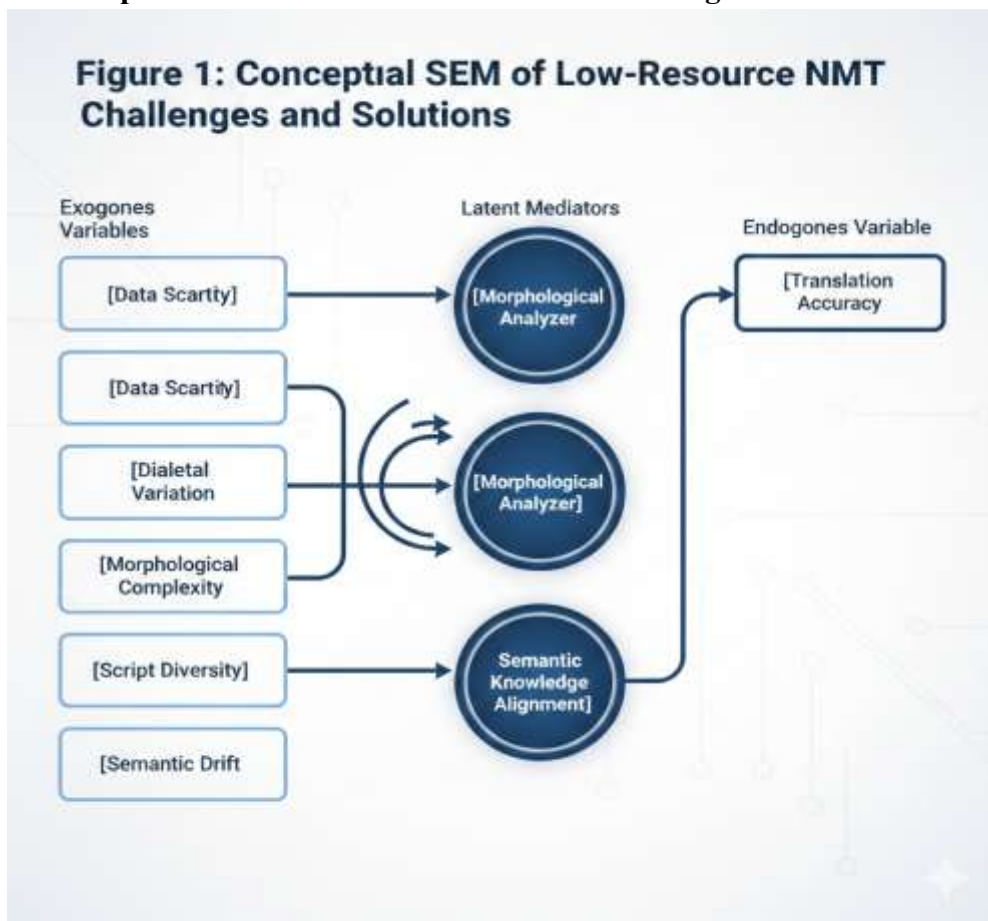 Figure 1: Conceptıal SEM of Low-Resource NMT
Challenges and Solutions
Exogones
Variables
Latent Mediators
Endogones Variable
[Data Scartity]
[Morphological
Analyzer
[Translation
Accuracy
[Data Scartily]
[Dialetal
Variation
[Morphological
Analyzer]
[Morphological
Complexity
[Script Diversity]
Semantic
Knowledge
Alignment]
[Semantic Drift